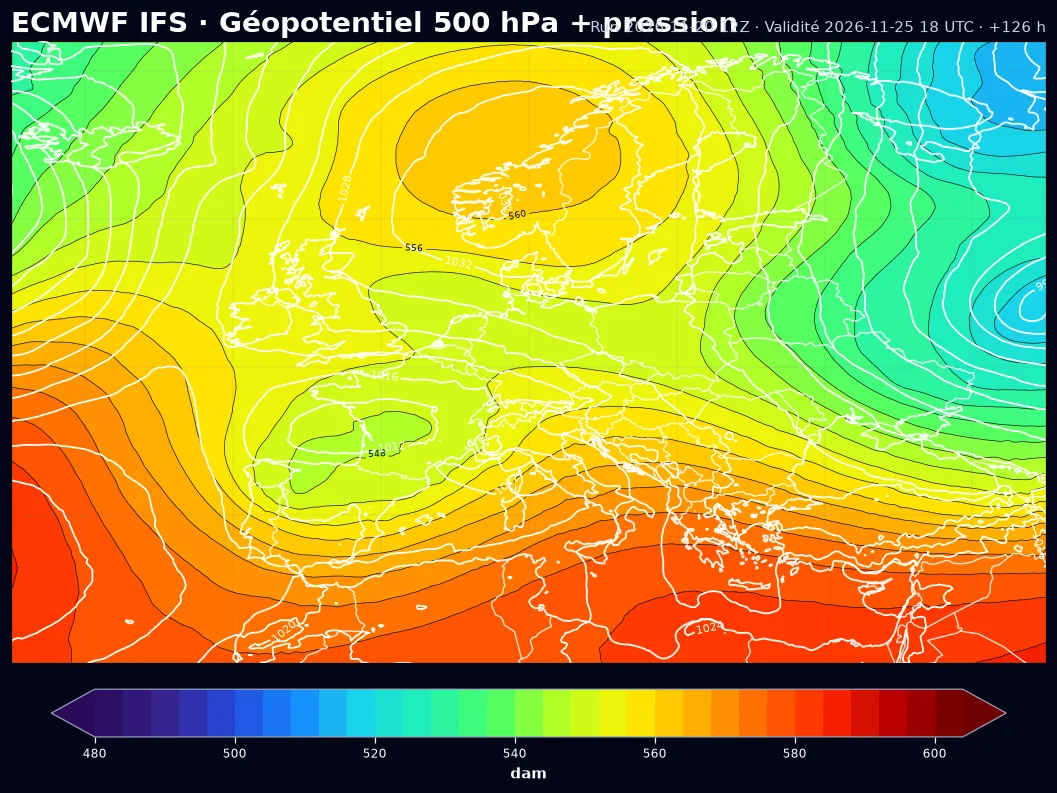 ECMWF IFS · Géopotentiel 500 hPa + pression
Validité 2026-11-25 18 UTC · +126 h
1028
560
556
1032
1016
548
1020
1024
480 500 520 540 560 580 600
dam